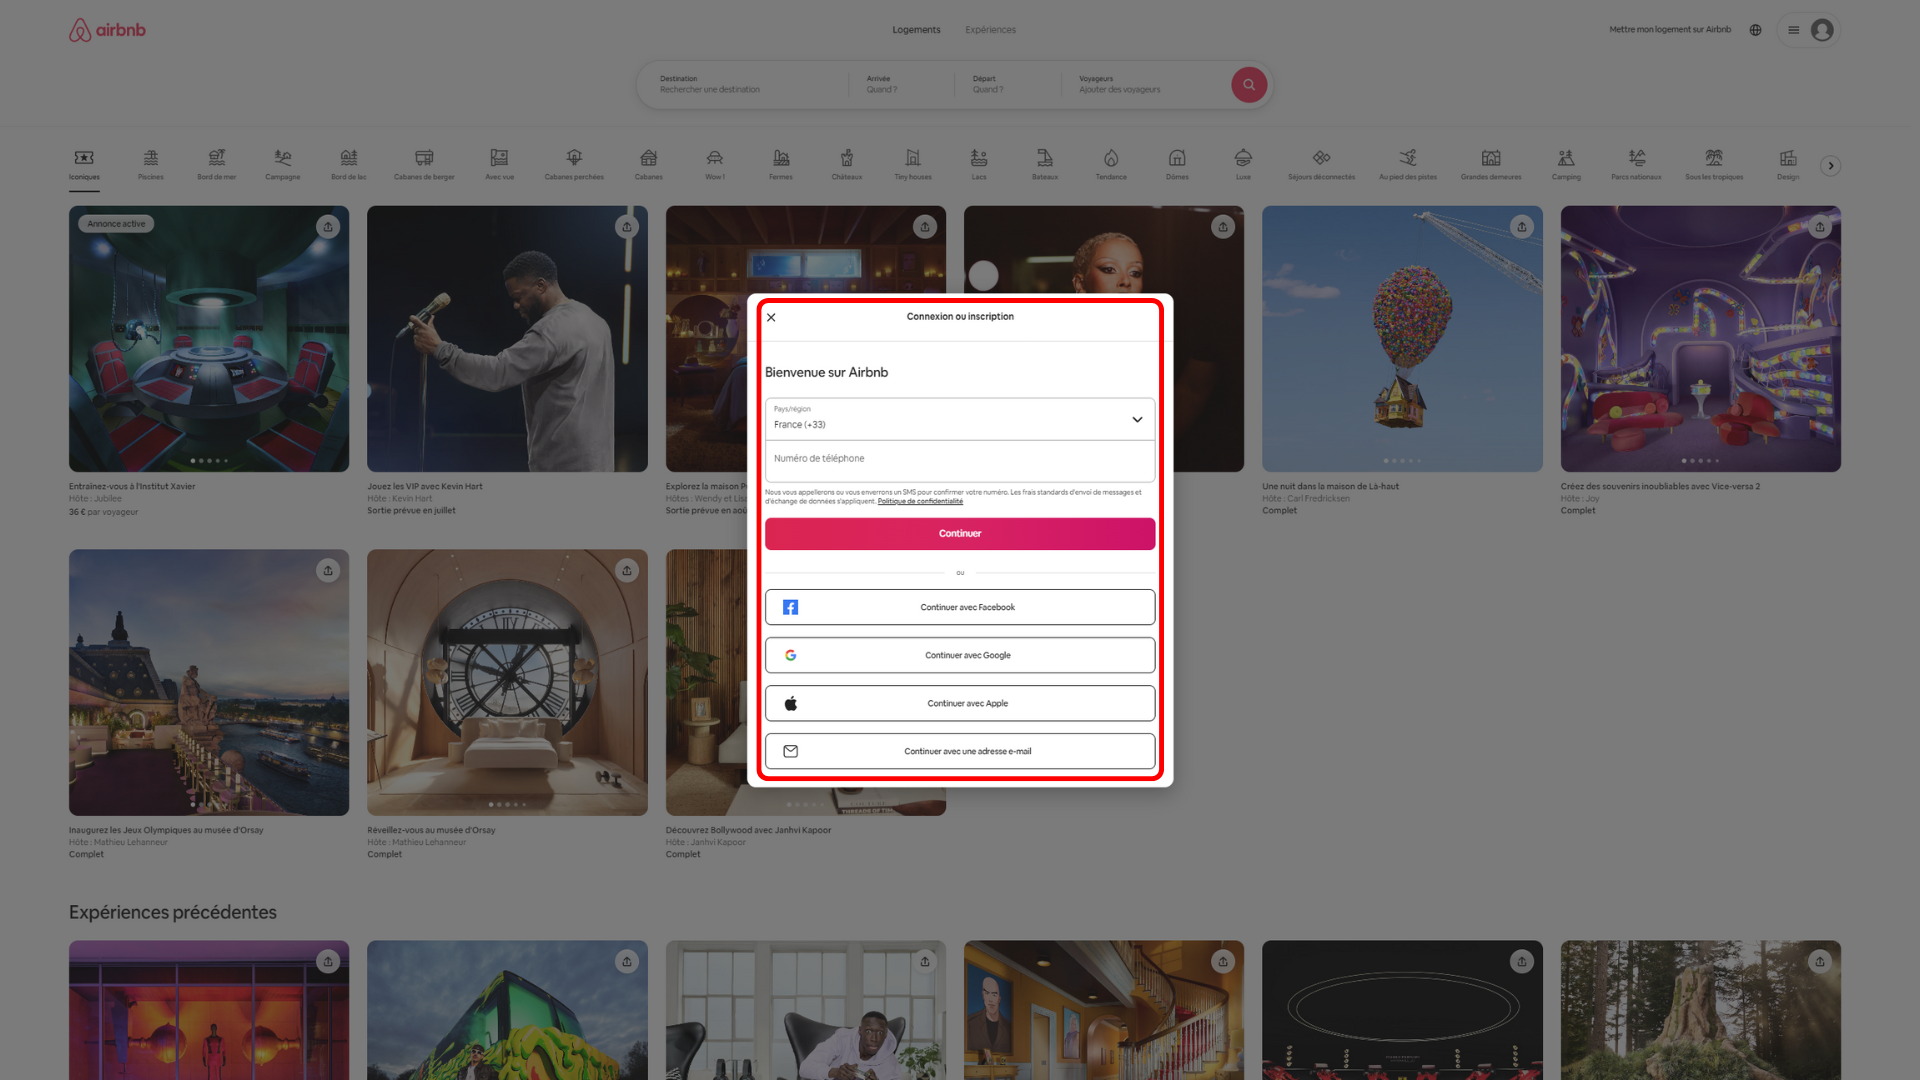 airbnb
Logements
Expériences
Mettre mon logement sur Airbnb
Destination
Rechercher une destination
Arrivée
Quand ?
Départ
Quand ?
Voyageurs
Ajouter des voyageurs
Iconiques
Piscines
Bord de mer
Campagne
Bord de lac
Cabanes de berger
Avec vue
Cabanes perchées
Cabanes
Wow !
Fermes
Châteaux
Tiny houses
Lacs
Bateaux
Tendance
Dômes
Luxe
Séjours déconnectés
Au pied des pistes
Grandes demeures
Camping
Parcs nationaux
Sous les tropiques
Design
Annonce active
Connexion ou inscription
Bienvenue sur Airbnb
Pays/région
France (+33)
Numéro de téléphone
Nous vous appellerons ou vous enverrons un SMS pour confirmer votre numéro. Les frais standards d'envoi de messages et
d'échange de données s'appliquent. Politique de confidentialité
Continuer
ou
Continuer avec Facebook
Continuer avec Google
Continuer avec Apple
Continuer avec une adresse e-mail
Entraînez-vous à l'Institut Xavier
Hôte : Jubilee
36 € par voyageur
Jouez les VIP avec Kevin Hart
Hôte : Kevin Hart
Sortie prévue en juillet
Explorez la maison
Hôtes : Wendy et
Sortie prévue en
Une nuit dans la maison de Là-haut
Hôte : Carl Fredricksen
Complet
Créez des souvenirs inoubliables avec Vice-versa 2
Hôte : Joy
Complet
Inaugurez les Jeux Olympiques au musée d'Orsay
Hôte : Mathieu Lehanneur
Complet
Réveillez-vous au musée d'Orsay
Hôte : Mathieu Lehanneur
Complet
Découvrez Bollywood avec Janhvi Kapoor
Hôte : Janhvi Kapoor
Complet
Expériences précédentes